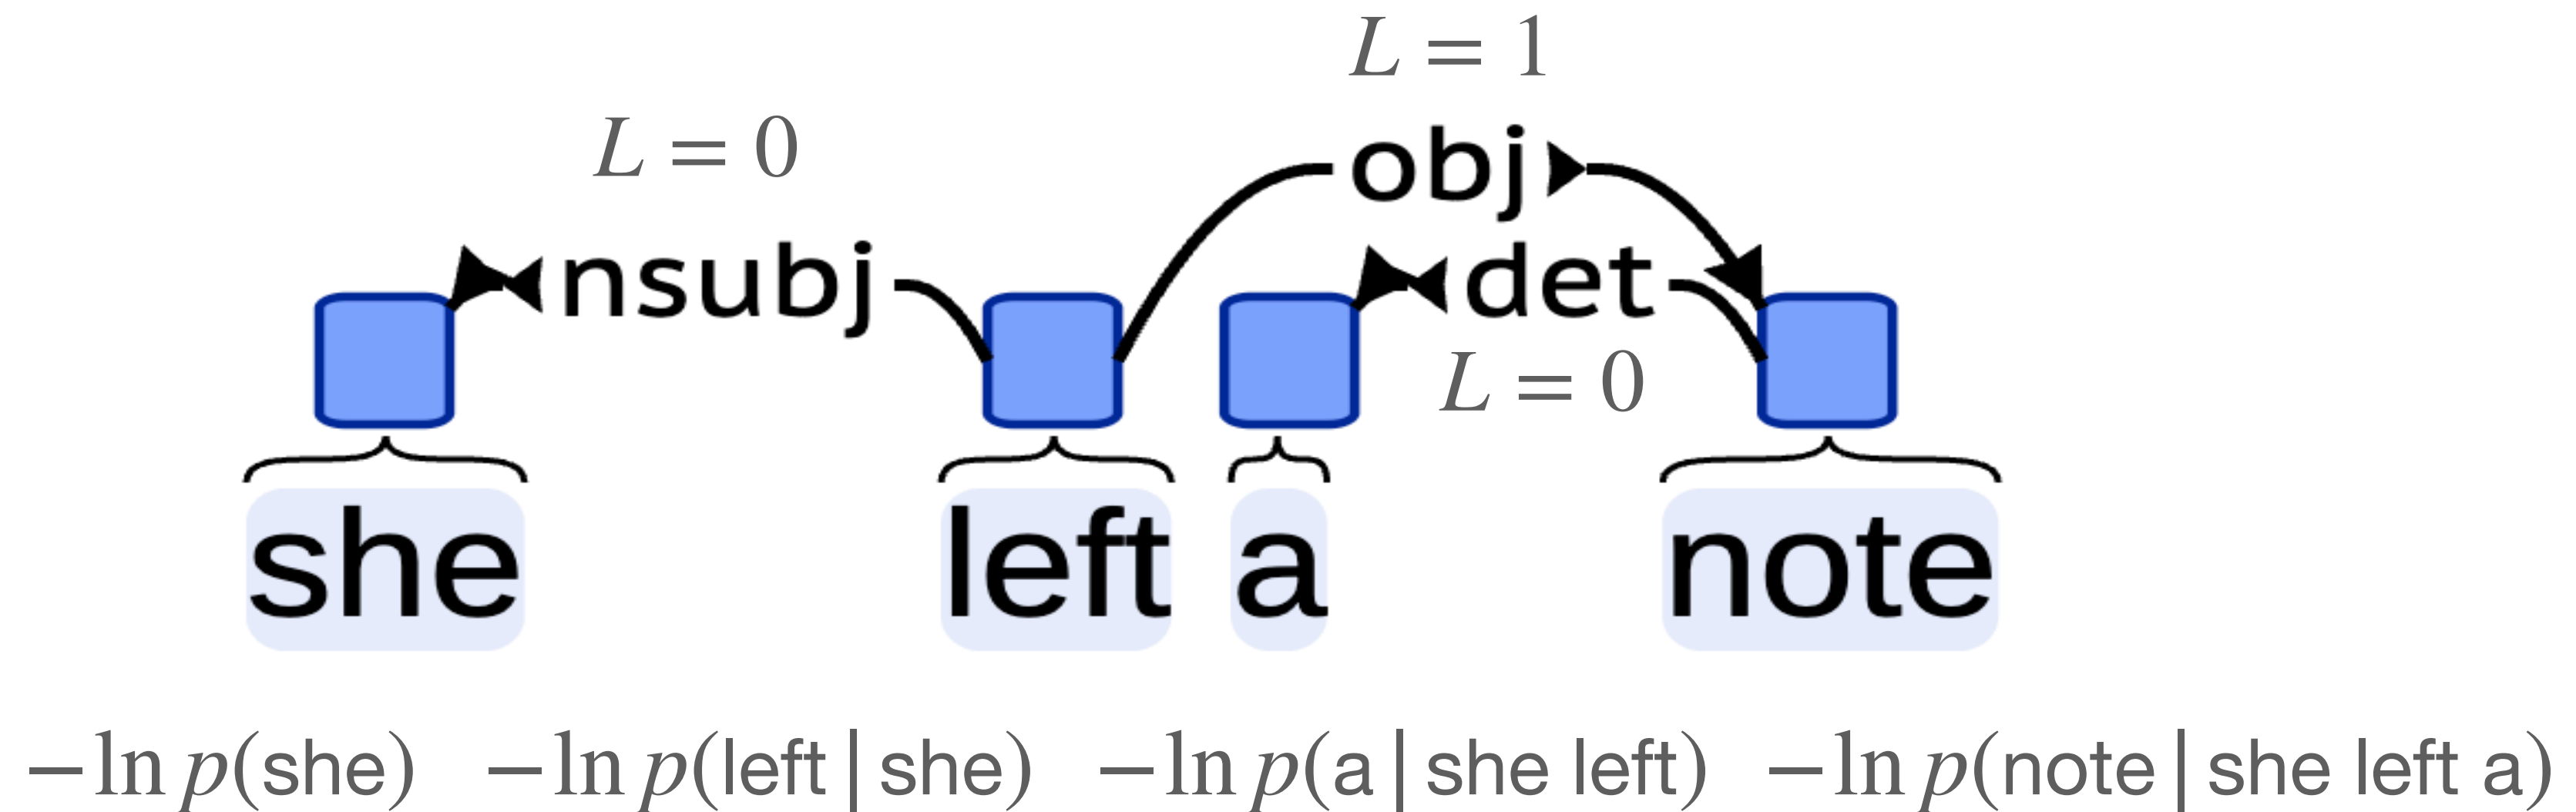 L = 1
L = 0
obj
nsubj
det
L = 0
she left a note
−ln p(she) −ln p(left | she) −ln p(a | she left) −ln p(note | she left a)